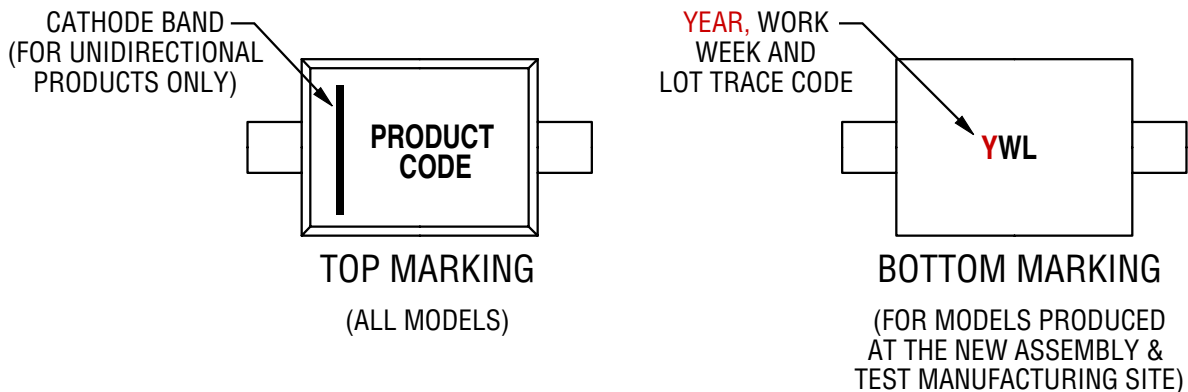 CATHODE BAND
(FOR UNIDIRECTIONAL
PRODUCTS ONLY)
PRODUCT
CODE
TOP MARKING
(ALL MODELS)
YEAR, WORK
WEEK AND
LOT TRACE CODE
YWL
BOTTOM MARKING
(FOR MODELS PRODUCED
AT THE NEW ASSEMBLY &
TEST MANUFACTURING SITE)